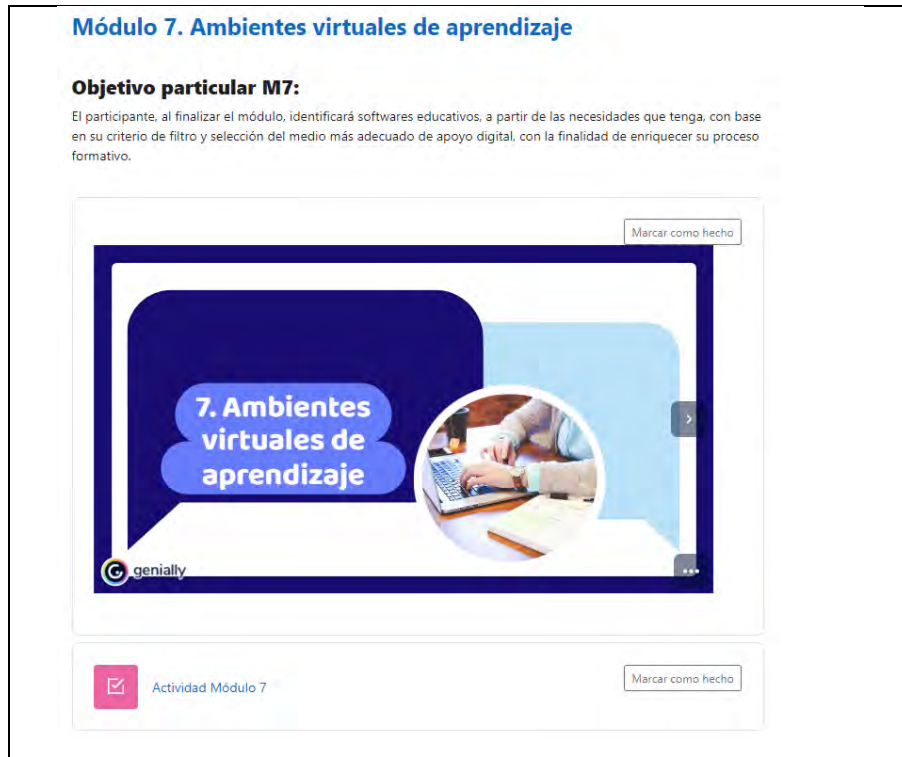 Módulo 7. Ambientes virtuales de aprendizaje
Objetivo particular M7:
El participante, al finalizar el módulo, identificará softwares educativos, a partir de las necesidades que tenga, con base
en su criterio de filtro y selección del medio más adecuado de apoyo digital, con la finalidad de enriquecer su proceso
formativo.
Marcar como hecho
7. Ambientes
virtuales de
aprendizaje
genially
Actividad Módulo 7
Marcar como hecho